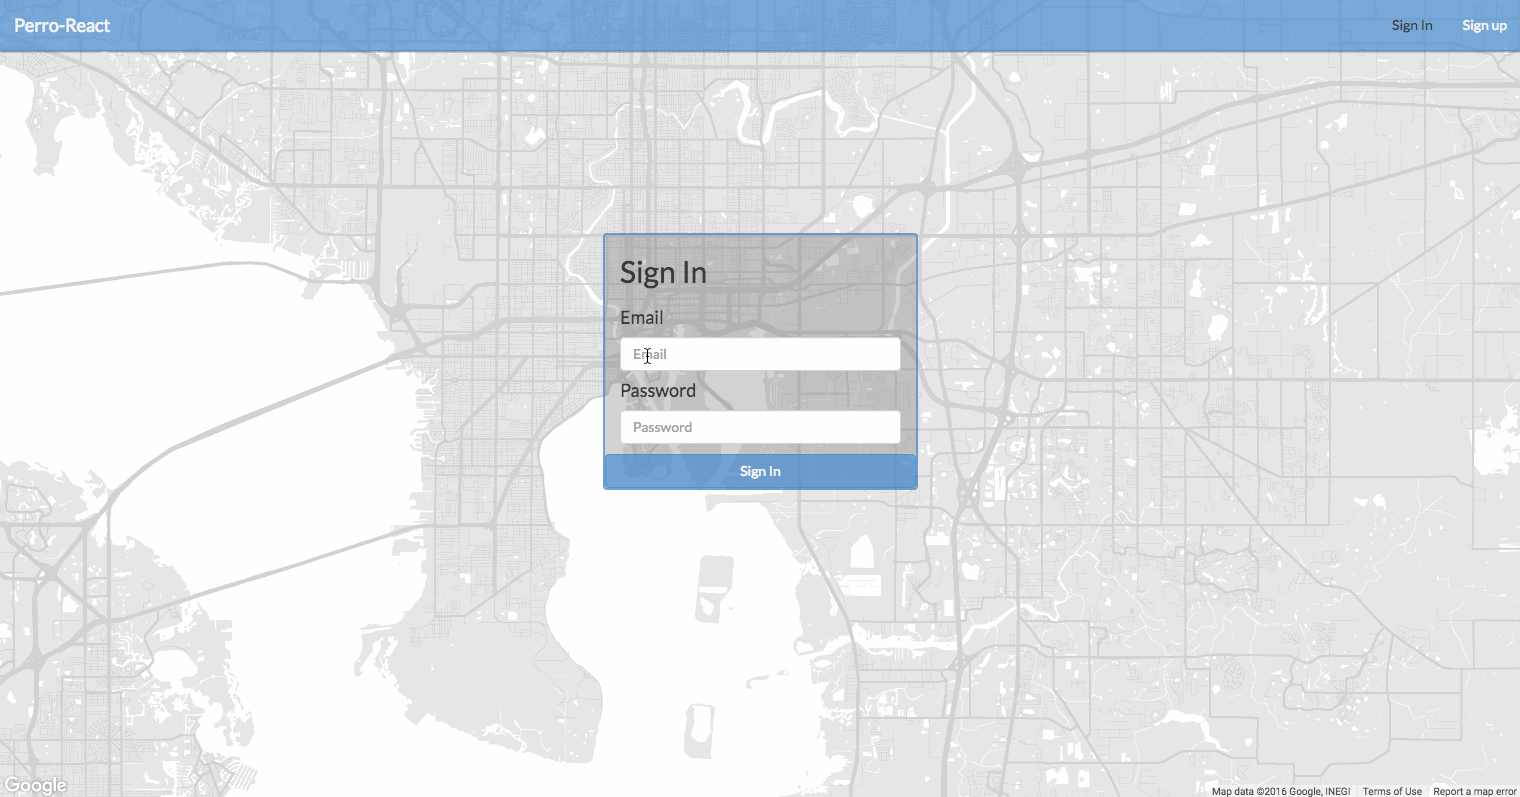 Perro-React Sign In Sign up
Sign In
Email
Email
Password
Password
Sign In
Google
Map data ©2016 Google, INEGI Terms of Use Report a map error